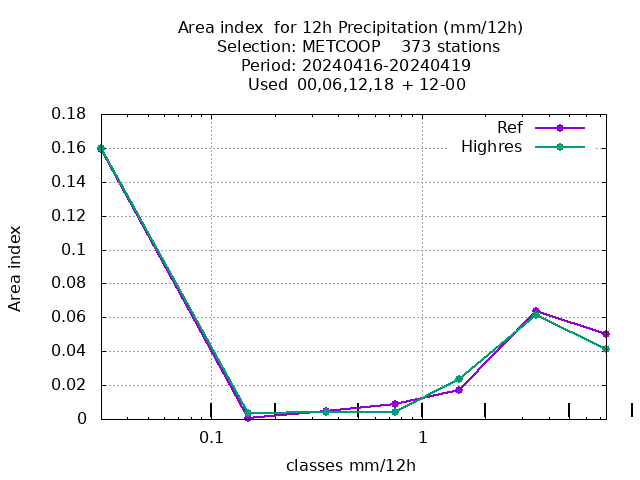 Area index  for 12h Precipitation (mm/12h)
Selection: METCOOP    373 stations
Period: 20240416-20240419
Used  00,06,12,18 + 12-00
0.18
0.16
0.14
0.12
0.1
0.08
0.06
0.04
0.02
0
Area index
Ref
Highres
0.1
1
classes mm/12h